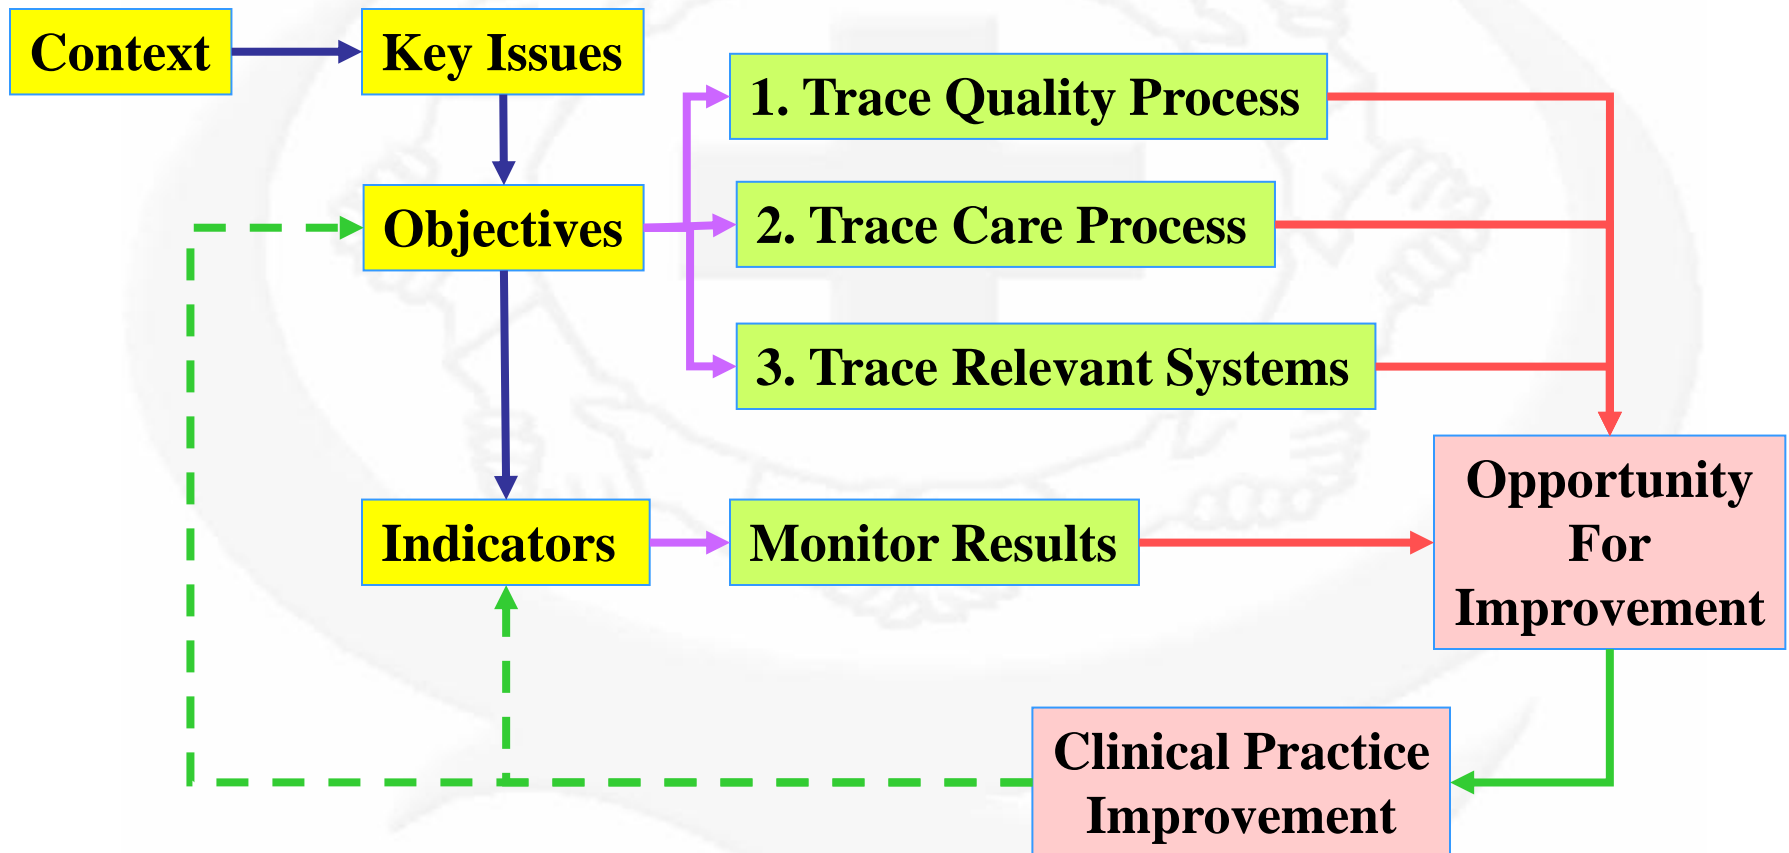 Context
Key Issues
1. Trace Quality Process
2. Trace Care Process
Objectives
3. Trace Relevant Systems
Indicators
Monitor Results
Opportunity
For
Improvement
Clinical Practice
Improvement